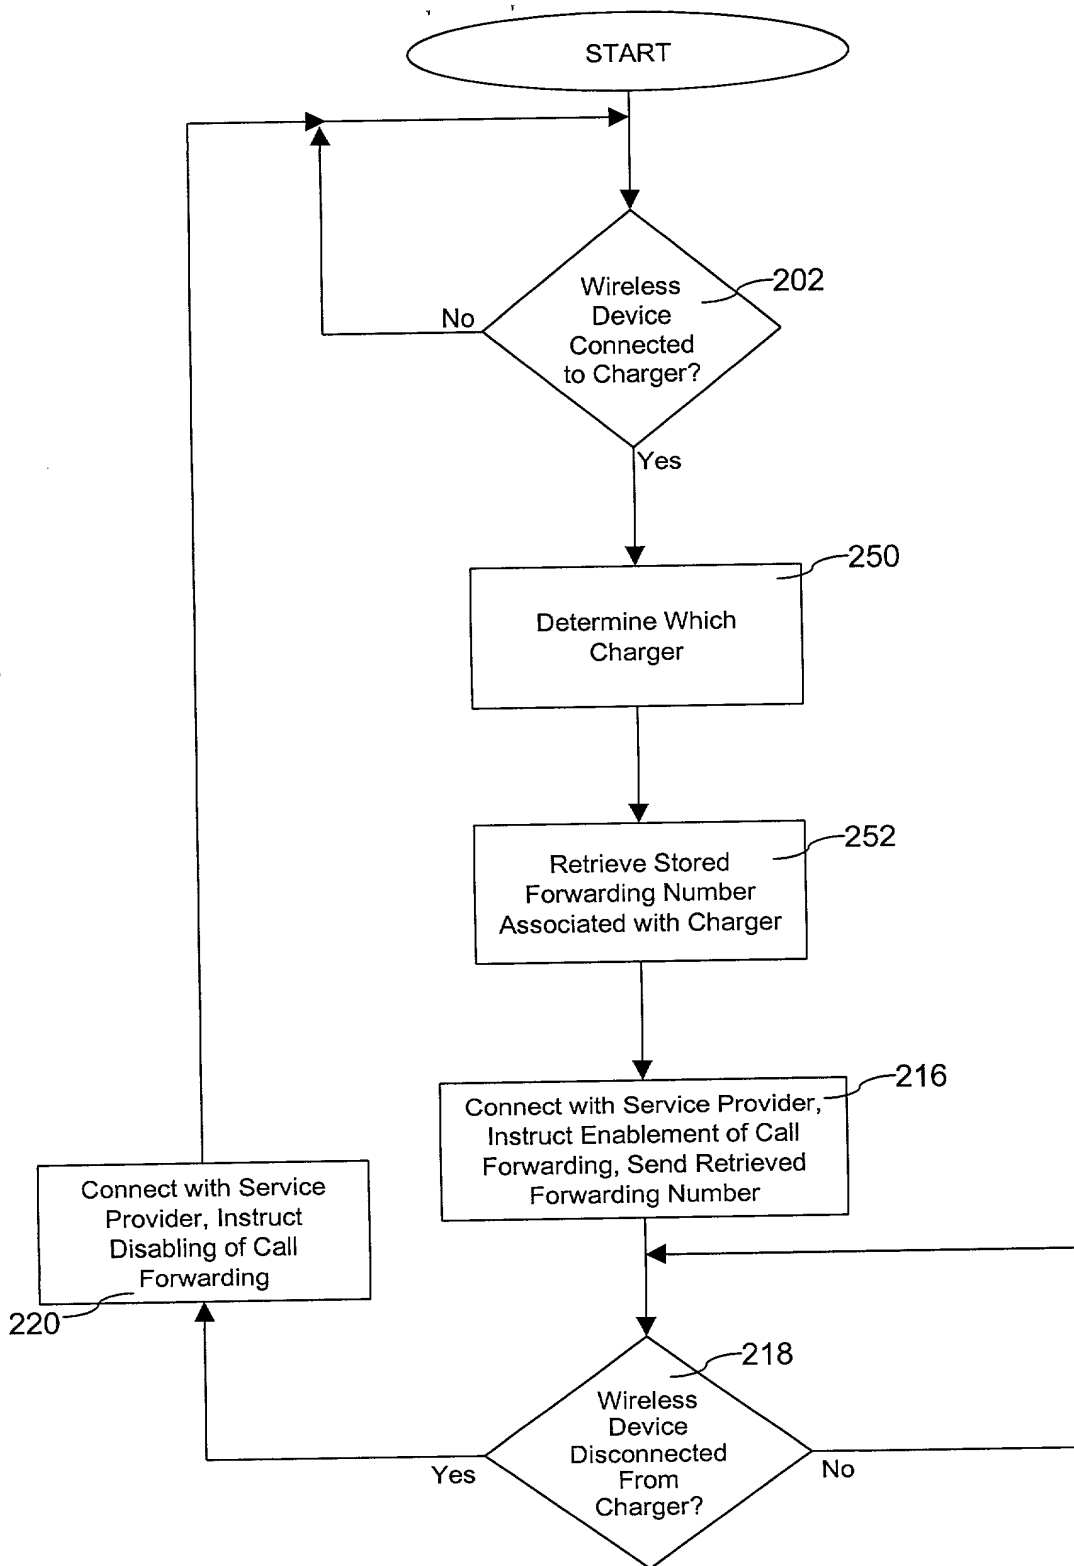 START
202
Wireless
Device
Connected
to Charger?
No
Yes
250
Determine Which
Charger
252
Retrieve Stored
Forwarding Number
Associated with Charger
216
Connect with Service Provider,
Instruct Enablement of Call
Forwarding, Send Retrieved
Forwarding Number
Connect with Service
Provider, Instruct
Disabling of Call
Forwarding
220
218
Wireless
Device
Disconnected
From
Charger?
Yes
No